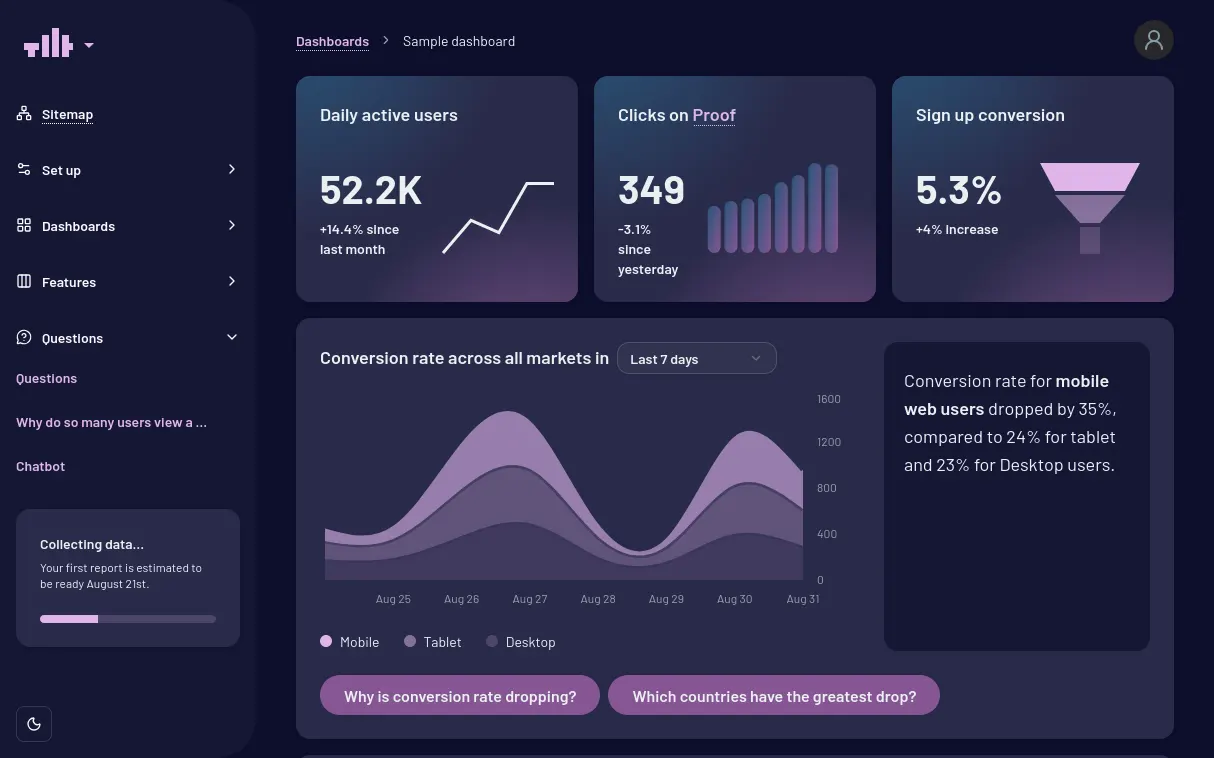 Sitemap
Set up
Dashboards
Features
Questions
Questions
Why do so many users view a ...
Chatbot
Collecting data...
Your first report is estimated to
be ready August 21st.
Dashboards
Sample dashboard
Daily active users
52.2K
+14.4% since
last month
Clicks on Proof
349
-3.1%
since
yesterday
Sign up conversion
5.3%
+4% increase
Conversion rate across all markets in
Last 7 days
1600
1200
800
400
0
Aug 25
Aug 26
Aug 27
Aug 28
Aug 29
Aug 30
Aug 31
Mobile
Tablet
Desktop
Conversion rate for mobile
web users dropped by 35%,
compared to 24% for tablet
and 23% for Desktop users.
Why is conversion rate dropping?
Which countries have the greatest drop?